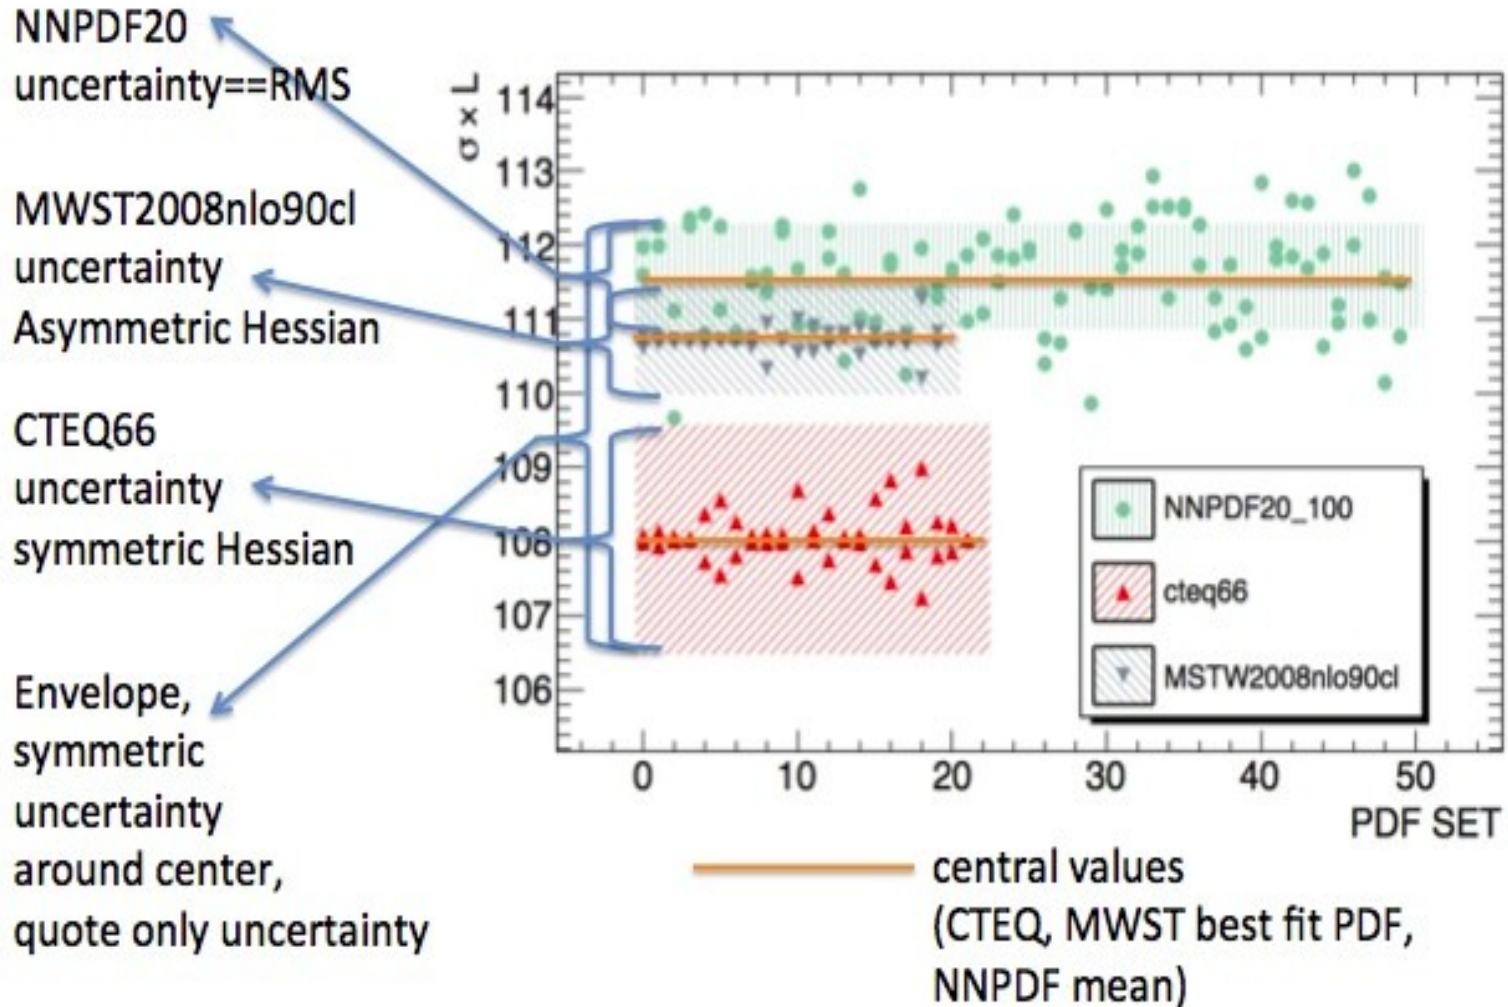 NNPDF20
uncertainty==RMS
MWST2008nlo90cl
uncertainty
Asymmetric Hessian
CTEQ66
uncertainty
symmetric Hessian
Envelope,
symmetric
uncertainty
around center,
quote only uncertainty
σ × L
114
113
112
111
110
109
108
107
106
0 10 20 30 40 50
PDF SET
NNPDF20_100
cteq66
MSTW2008nlo90cl
central values
(CTEQ, MWST best fit PDF,
NNPDF mean)